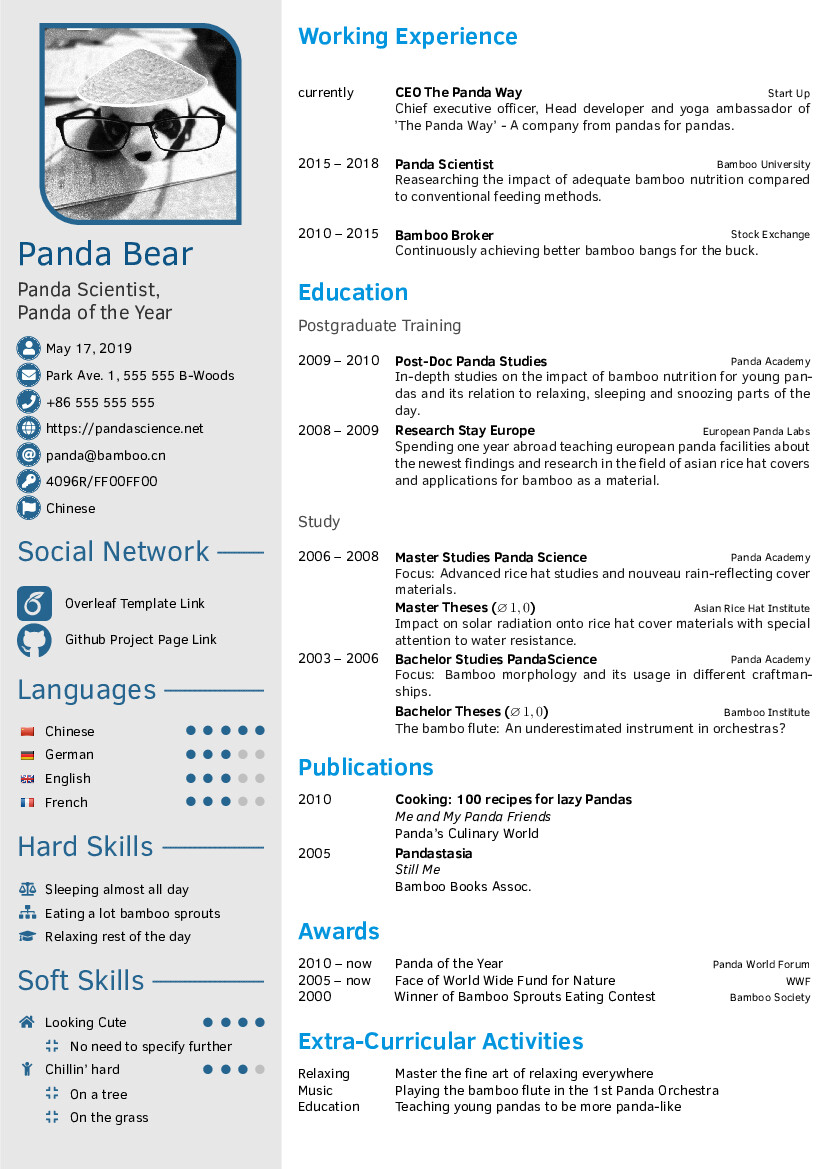 Panda Bear
Panda Scientist,
Panda of the Year
May 17, 2019
Park Ave. 1, 555 555 B-Woods
+86 555 555 555
https://pandascience.net
panda@bamboo.cn
4096R/FF00FF00
Chinese
Social Network
Overleaf Template Link
Github Project Page Link
Languages
Chinese
German
English
French
Hard Skills
Sleeping almost all day
Eating a lot bamboo sprouts
Relaxing rest of the day
Soft Skills
Looking Cute
No need to specify further
Chillin' hard
On a tree
On the grass
Working Experience
currently CEO The Panda Way Start Up
Chief executive officer, Head developer and yoga ambassador of
'The Panda Way' - A company from pandas for pandas.
2015 – 2018 Panda Scientist Bamboo University
Reasearching the impact of adequate bamboo nutrition compared
to conventional feeding methods.
2010 – 2015 Bamboo Broker Stock Exchange
Continuously achieving better bamboo bangs for the buck.
Education
Postgraduate Training
2009 – 2010 Post-Doc Panda Studies Panda Academy
In-depth studies on the impact of bamboo nutrition for young pan-
das and its relation to relaxing, sleeping and snoozing parts of the
day.
2008 – 2009 Research Stay Europe European Panda Labs
Spending one year abroad teaching european panda facilities about
the newest findings and research in the field of asian rice hat covers
and applications for bamboo as a material.
Study
2006 – 2008 Master Studies Panda Science Panda Academy
Focus: Advanced rice hat studies and nouveau rain-reflecting cover
materials.
Master Theses (∅ 1, 0) Asian Rice Hat Institute
Impact on solar radiation onto rice hat cover materials with special
attention to water resistance.
2003 – 2006 Bachelor Studies PandaScience Panda Academy
Focus: Bamboo morphology and its usage in different craftman-
ships.
Bachelor Theses (∅ 1, 0) Bamboo Institute
The bambo flute: An underestimated instrument in orchestras?
Publications
2010 Cooking: 100 recipes for lazy Pandas
Me and My Panda Friends
Panda's Culinary World
2005 Pandastasia
Still Me
Bamboo Books Assoc.
Awards
2010 – now Panda of the Year Panda World Forum
2005 – now Face of World Wide Fund for Nature WWF
2000 Winner of Bamboo Sprouts Eating Contest Bamboo Society
Extra-Curricular Activities
Relaxing Master the fine art of relaxing everywhere
Music Playing the bamboo flute in the 1st Panda Orchestra
Education Teaching young pandas to be more panda-like